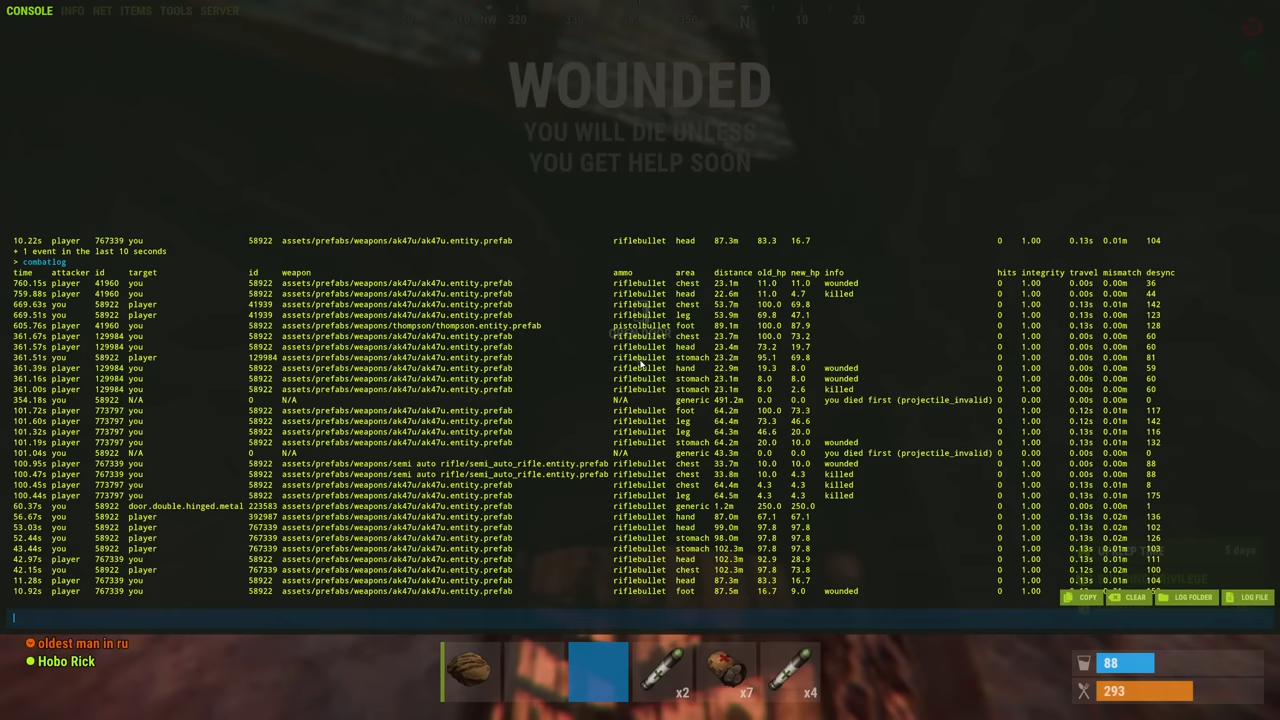 CONSOLE INFO NET ITEMS TOOLS SERVER
NW 320 330 350 N 10 20
WOUNDED
YOU WILL DIE UNLESS
YOU GET HELP SOON
10.22s player 767339 you 58922 assets/prefabs/weapons/ak47u/ak47u.entity.prefab riflebullet head 87.3m 83.3 16.7 0 1.00 0.13s 0.01m 104
+ 1 event in the last 10 seconds
> combatlog
time attacker id target id weapon ammo area distance old_hp new_hp info hits integrity travel mismatch desync
760.15s player 41960 you 58922 assets/prefabs/weapons/ak47u/ak47u.entity.prefab riflebullet chest 23.1m 11.0 11.0 wounded 0 1.00 0.00s 0.00m 36
759.88s player 41960 you 58922 assets/prefabs/weapons/ak47u/ak47u.entity.prefab riflebullet head 22.6m 11.0 4.7 killed 0 1.00 0.00s 0.00m 44
669.63s you 58922 player 41939 assets/prefabs/weapons/ak47u/ak47u.entity.prefab riflebullet chest 53.7m 100.0 69.8 0 1.00 0.13s 0.01m 142
669.51s you 58922 player 41939 assets/prefabs/weapons/ak47u/ak47u.entity.prefab riflebullet leg 53.9m 69.8 47.1 0 1.00 0.13s 0.00m 123
605.76s player 41960 you 58922 assets/prefabs/weapons/thompson/thompson.entity.prefab pistolbullet foot 89.1m 100.0 87.9 0 1.00 0.13s 0.01m 128
361.67s player 129984 you 58922 assets/prefabs/weapons/ak47u/ak47u.entity.prefab riflebullet chest 23.7m 100.0 73.2 0 1.00 0.00s 0.00m 60
361.57s player 129984 you 58922 assets/prefabs/weapons/ak47u/ak47u.entity.prefab riflebullet head 23.4m 73.2 19.7 0 1.00 0.00s 0.00m 60
361.51s you 58922 player 129984 assets/prefabs/weapons/ak47u/ak47u.entity.prefab riflebullet stomach 23.2m 95.1 69.8 0 1.00 0.00s 0.00m 81
361.39s player 129984 you 58922 assets/prefabs/weapons/ak47u/ak47u.entity.prefab riflebullet hand 22.9m 19.3 8.0 wounded 0 1.00 0.00s 0.00m 59
361.16s player 129984 you 58922 assets/prefabs/weapons/ak47u/ak47u.entity.prefab riflebullet stomach 23.1m 8.0 8.0 wounded 0 1.00 0.00s 0.00m 60
361.00s player 129984 you 58922 assets/prefabs/weapons/ak47u/ak47u.entity.prefab riflebullet stomach 23.1m 8.0 2.6 killed 0 1.00 0.00s 0.00m 60
354.18s you 58922 N/A 0 N/A N/A generic 491.2m 0.0 0.0 you died first (projectile_invalid) 0 0.00 0.00s 0.00m 0
101.72s player 773797 you 58922 assets/prefabs/weapons/ak47u/ak47u.entity.prefab riflebullet foot 64.2m 100.0 73.3 0 1.00 0.12s 0.01m 117
101.60s player 773797 you 58922 assets/prefabs/weapons/ak47u/ak47u.entity.prefab riflebullet leg 64.4m 73.3 46.6 0 1.00 0.12s 0.01m 142
101.32s player 773797 you 58922 assets/prefabs/weapons/ak47u/ak47u.entity.prefab riflebullet leg 64.3m 46.6 20.0 0 1.00 0.13s 0.01m 116
101.19s player 773797 you 58922 assets/prefabs/weapons/ak47u/ak47u.entity.prefab riflebullet stomach 64.2m 20.0 10.0 wounded 0 1.00 0.13s 0.01m 132
101.04s you 58922 N/A 0 N/A N/A generic 43.3m 0.0 0.0 you died first (projectile_invalid) 0 0.00 0.00s 0.00m 0
100.95s player 767339 you 58922 assets/prefabs/weapons/semi auto rifle/semi_auto_rifle.entity.prefab riflebullet chest 33.7m 10.0 10.0 wounded 0 1.00 0.00s 0.00m 88
100.47s player 767339 you 58922 assets/prefabs/weapons/semi auto rifle/semi_auto_rifle.entity.prefab riflebullet chest 33.8m 10.0 4.3 killed 0 1.00 0.00s 0.00m 88
100.45s player 773797 you 58922 assets/prefabs/weapons/ak47u/ak47u.entity.prefab riflebullet chest 64.4m 4.3 4.3 killed 0 1.00 0.13s 0.01m 8
100.44s player 773797 you 58922 assets/prefabs/weapons/ak47u/ak47u.entity.prefab riflebullet leg 64.5m 4.3 4.3 killed 0 1.00 0.13s 0.00m 175
60.37s you 58922 door.double.hinged.metal 223583 assets/prefabs/weapons/ak47u/ak47u.entity.prefab riflebullet generic 1.2m 250.0 250.0 0 1.00 0.00s 0.00m 1
56.67s you 58922 player 392987 assets/prefabs/weapons/ak47u/ak47u.entity.prefab riflebullet hand 87.0m 67.1 67.1 0 1.00 0.13s 0.02m 136
53.03s you 58922 player 767339 assets/prefabs/weapons/ak47u/ak47u.entity.prefab riflebullet head 99.0m 97.8 97.8 0 1.00 0.13s 0.02m 102
52.44s you 58922 player 767339 assets/prefabs/weapons/ak47u/ak47u.entity.prefab riflebullet stomach 98.0m 97.8 97.8 0 1.00 0.13s 0.02m 126
43.44s you 58922 player 767339 assets/prefabs/weapons/ak47u/ak47u.entity.prefab riflebullet stomach 102.3m 97.8 97.8 0 1.00 0.13s 0.01m 103
42.97s player 767339 you 58922 assets/prefabs/weapons/ak47u/ak47u.entity.prefab riflebullet head 102.3m 92.9 28.9 0 1.00 0.13s 0.01m 111
42.15s you 58922 player 767339 assets/prefabs/weapons/ak47u/ak47u.entity.prefab riflebullet chest 102.3m 97.8 73.8 0 1.00 0.12s 0.02m 100
11.28s player 767339 you 58922 assets/prefabs/weapons/ak47u/ak47u.entity.prefab riflebullet head 87.3m 83.3 16.7 0 1.00 0.13s 0.01m 104
10.92s player 767339 you 58922 assets/prefabs/weapons/ak47u/ak47u.entity.prefab riflebullet stomach 87.5m 16.7 9.0 wounded 0 1.00
5 days
COPY CLEAR LOG FOLDER LOG FILE
oldest man in ru
Hobo Rick
x2 x7 x4
88
293